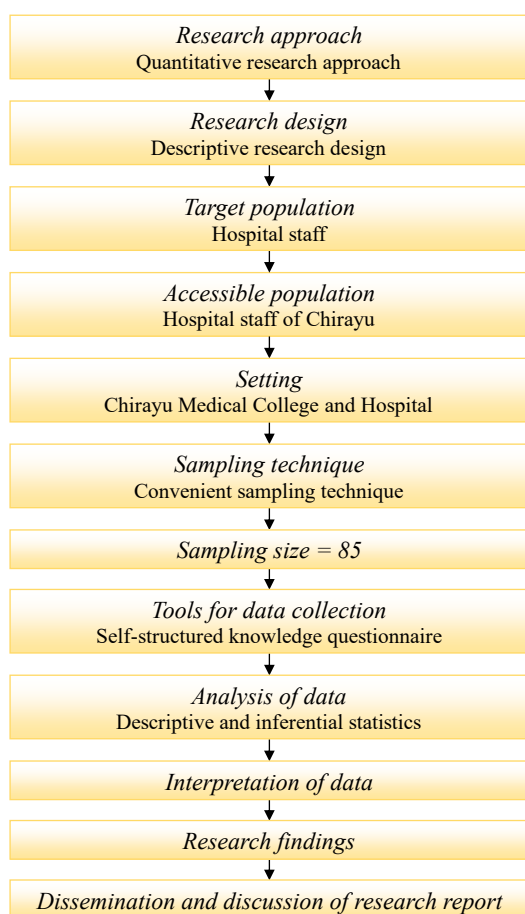 Research approach
Quantitative research approach
Research design
Descriptive research design
Target population
Hospital staff
Accessible population
Hospital staff of Chirayu
Setting
Chirayu Medical College and Hospital
Sampling technique
Convenient sampling technique
Sampling size = 85
Tools for data collection
Self-structured knowledge questionnaire
Analysis of data
Descriptive and inferential statistics
Interpretation of data
Research findings
Dissemination and discussion of research report